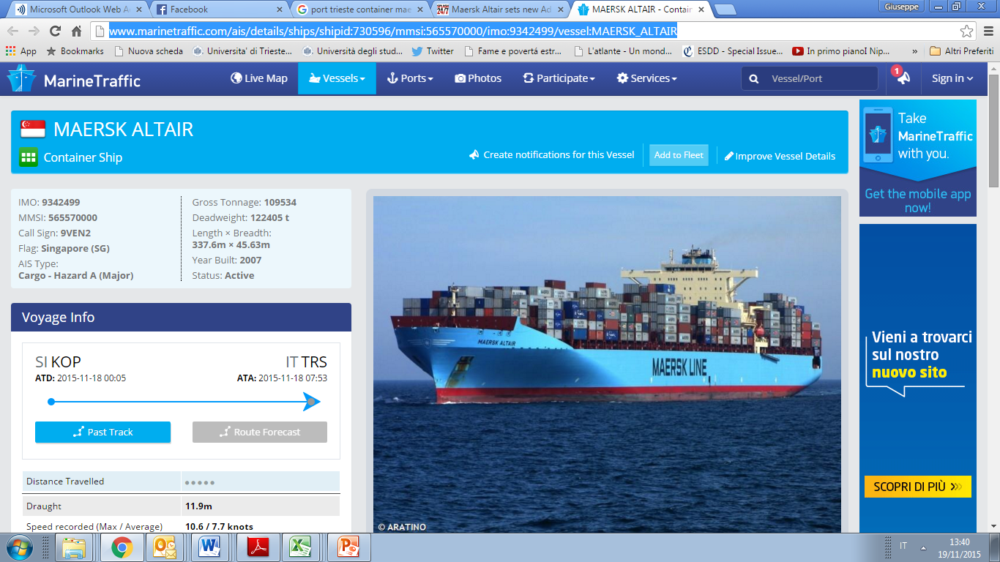 Microsoft Outlook Web A
Facebook
port trieste container mae
Maersk Altair sets new Ad
MAERSK ALTAIR - Contain
Giuseppe
www.marinetraffic.com/ais/details/ships/shipid:730596/mmsi:565570000/imo:9342499/vessel:MAERSK_ALTAIR
App
Bookmarks
Nuova scheda
Universita' di Trieste...
Università degli stud...
Twitter
Fame e povertá estr...
L'atlante - Un mond...
ESDD - Special Issue...
In primo pianoI Nip...
»
Altri Preferiti
MarineTraffic
Live Map
Vessels
Ports
Photos
Participate
Services
Vessel/Port
1
Sign in
MAERSK ALTAIR
Container Ship
Create notifications for this Vessel
Add to Fleet
Improve Vessel Details
IMO: 9342499
MMSI: 565570000
Call Sign: 9VEN2
Flag: Singapore (SG)
AIS Type:
Cargo - Hazard A (Major)
Gross Tonnage: 109534
Deadweight: 122405 t
Length × Breadth:
337.6m × 45.63m
Year Built: 2007
Status: Active
Voyage Info
SI KOP
IT TRS
ATD: 2015-11-18 00:05
ATA: 2015-11-18 07:53
Past Track
Route Forecast
Distance Travelled
Draught
11.9m
Speed recorded (Max / Average)
10.6 / 7.7 knots
MAERSK ALTAIR
MAERSK LINE
© ARATINO
Take
MarineTraffic
with you.
Get the mobile app
now!
Vieni a trovarci
sul nostro
nuovo sito
SCOPRI DI PIÙ
IT
13:40
19/11/2015